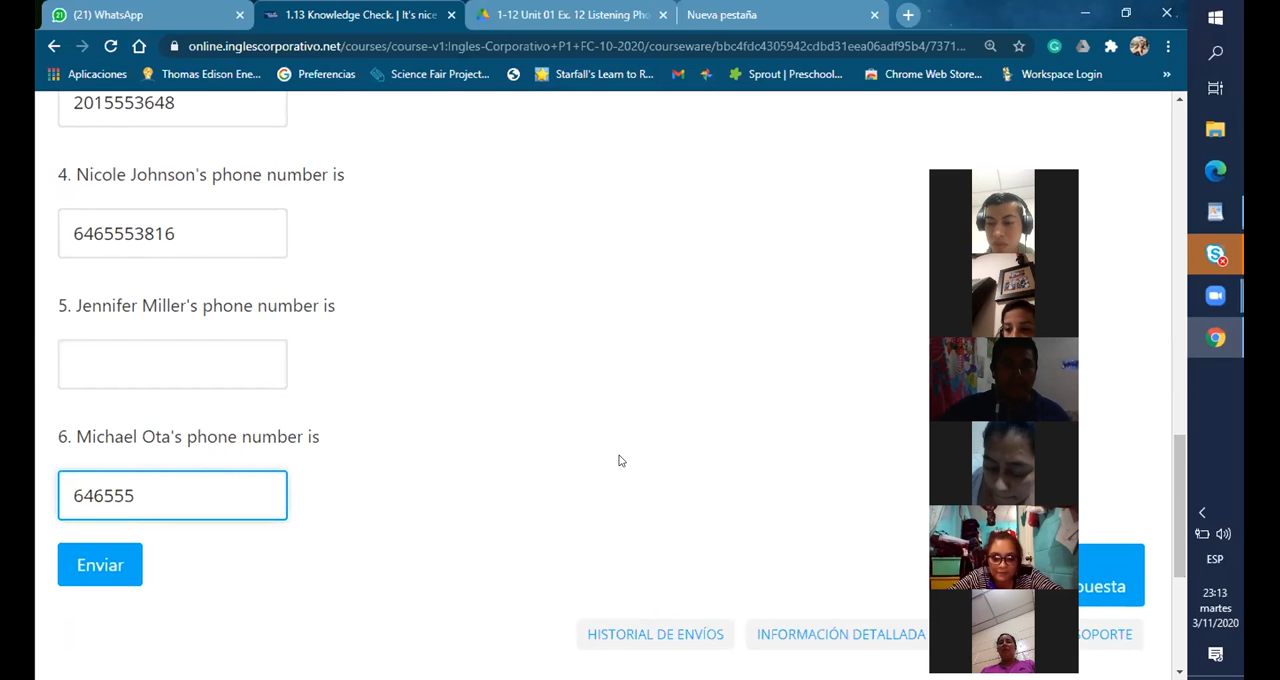 (21) WhatsApp
1.13 Knowledge Check. | It's nice
1-12 Unit 01 Ex. 12 Listening Pho
Nueva pestaña
online.inglescorporativo.net/courses/course-v1:Ingles-Corporativo+P1+FC-10-2020/courseware/bbc4fdc4305942cdbd31eea06adf95b4/7371...
Aplicaciones
Thomas Edison Ene...
Preferencias
Science Fair Project...
Starfall's Learn to R...
Sprout | Preschool...
Chrome Web Store...
Workspace Login
»
2015553648
4. Nicole Johnson's phone number is
6465553816
5. Jennifer Miller's phone number is
6. Michael Ota's phone number is
646555
Enviar
puesta
HISTORIAL DE ENVÍOS
INFORMACIÓN DETALLADA
SOPORTE
ESP
23:13
martes
3/11/2020